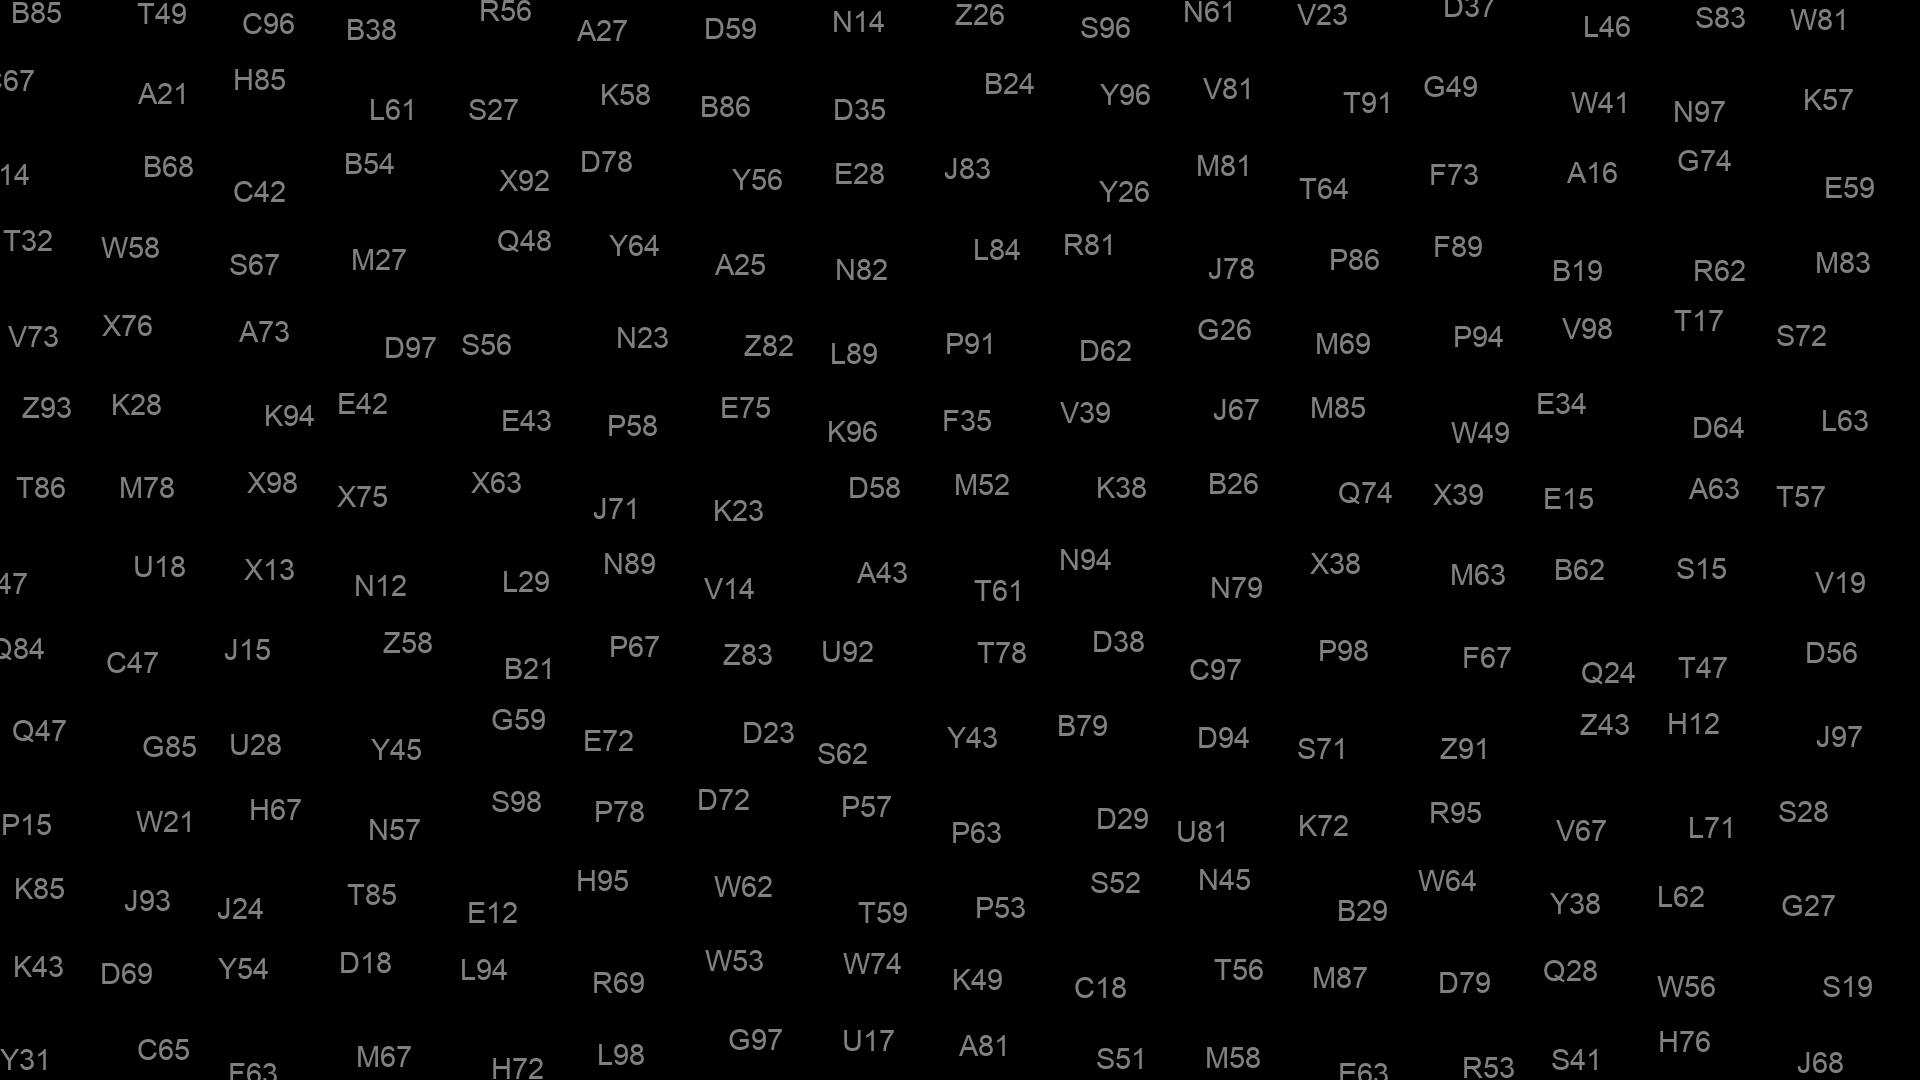 B85 T49 C96 B38 R56 A27 D59 N14 Z26 S96 N61 V23 D37 L46 S83 W81
A21 H85 L61 S27 K58 B86 D35 B24 Y96 V81 T91 G49 W41 N97 K57
14 B68 C42 B54 X92 D78 Y56 E28 J83 Y26 M81 T64 F73 A16 G74 E59
T32 W58 S67 M27 Q48 Y64 A25 N82 L84 R81 J78 P86 F89 B19 R62 M83
V73 X76 A73 D97 S56 N23 Z82 L89 P91 D62 G26 M69 P94 V98 T17 S72
Z93 K28 K94 E42 E43 P58 E75 K96 F35 V39 J67 M85 W49 E34 D64 L63
T86 M78 X98 X75 X63 J71 K23 D58 M52 K38 B26 Q74 X39 E15 A63 T57
47 U18 X13 N12 L29 N89 V14 A43 T61 N94 N79 X38 M63 B62 S15 V19
Q84 C47 J15 Z58 B21 P67 Z83 U92 T78 D38 C97 P98 F67 Q24 T47 D56
Q47 G85 U28 Y45 G59 E72 D23 S62 Y43 B79 D94 S71 Z91 Z43 H12 J97
P15 W21 H67 N57 S98 P78 D72 P57 P63 D29 U81 K72 R95 V67 L71 S28
K85 J93 J24 T85 E12 H95 W62 T59 P53 S52 N45 B29 W64 Y38 L62 G27
K43 D69 Y54 D18 L94 R69 W53 W74 K49 C18 T56 M87 D79 Q28 W56 S19
Y31 C65 M67 H72 L98 G97 U17 A81 S51 M58 R53 S41 H76 J68